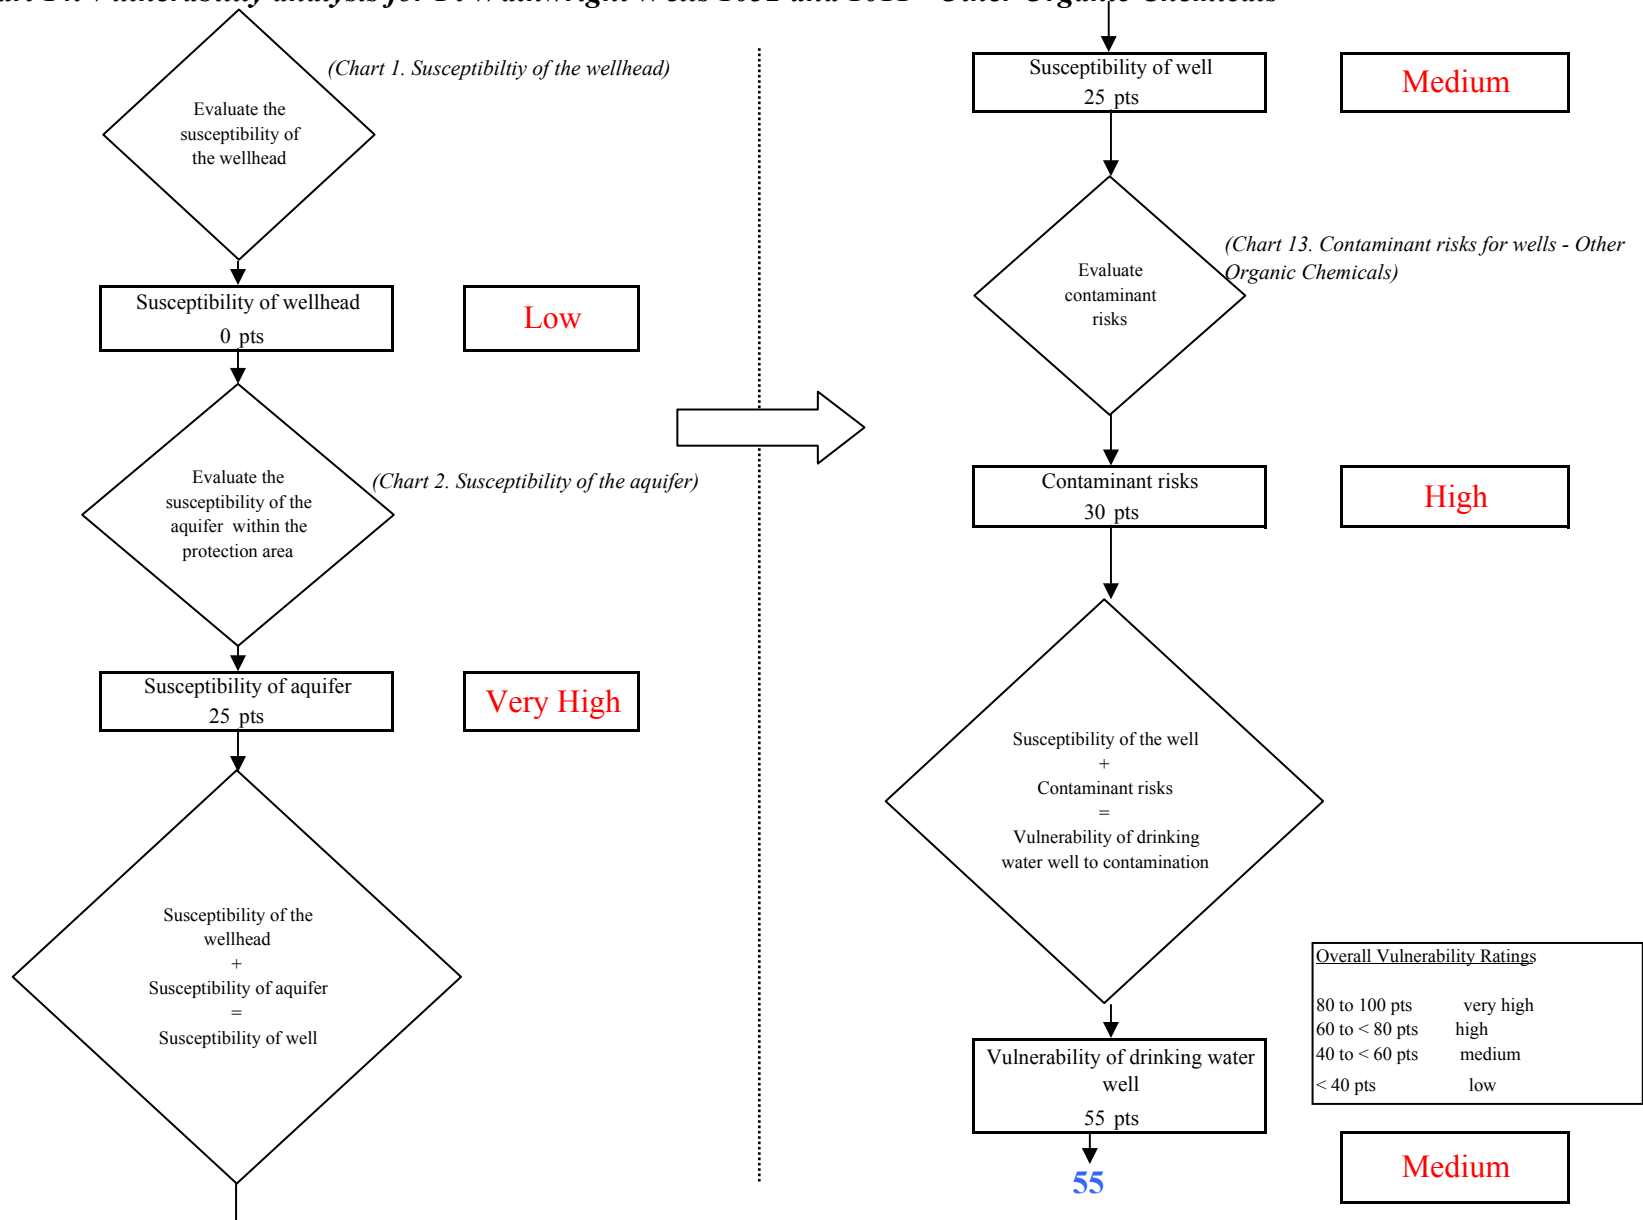 (Chart 1. Susceptibiltiy of the wellhead)
Evaluate the
susceptibility of
the wellhead
Susceptibility of wellhead
0 pts
Low
Evaluate the
susceptibility of the
aquifer within the
protection area
(Chart 2. Susceptibility of the aquifer)
Susceptibility of aquifer
25 pts
Very High
Susceptibility of the
wellhead
+
Susceptibility of aquifer
=
Susceptibility of well
Susceptibility of well
25 pts
Medium
Evaluate
contaminant
risks
(Chart 13. Contaminant risks for wells - Other
Organic Chemicals)
Contaminant risks
30 pts
High
Susceptibility of the well
+
Contaminant risks
=
Vulnerability of drinking
water well to contamination
Overall Vulnerability Ratings
80 to 100 pts very high
60 to < 80 pts high
40 to < 60 pts medium
< 40 pts low
Vulnerability of drinking water
well
55 pts
55
Medium